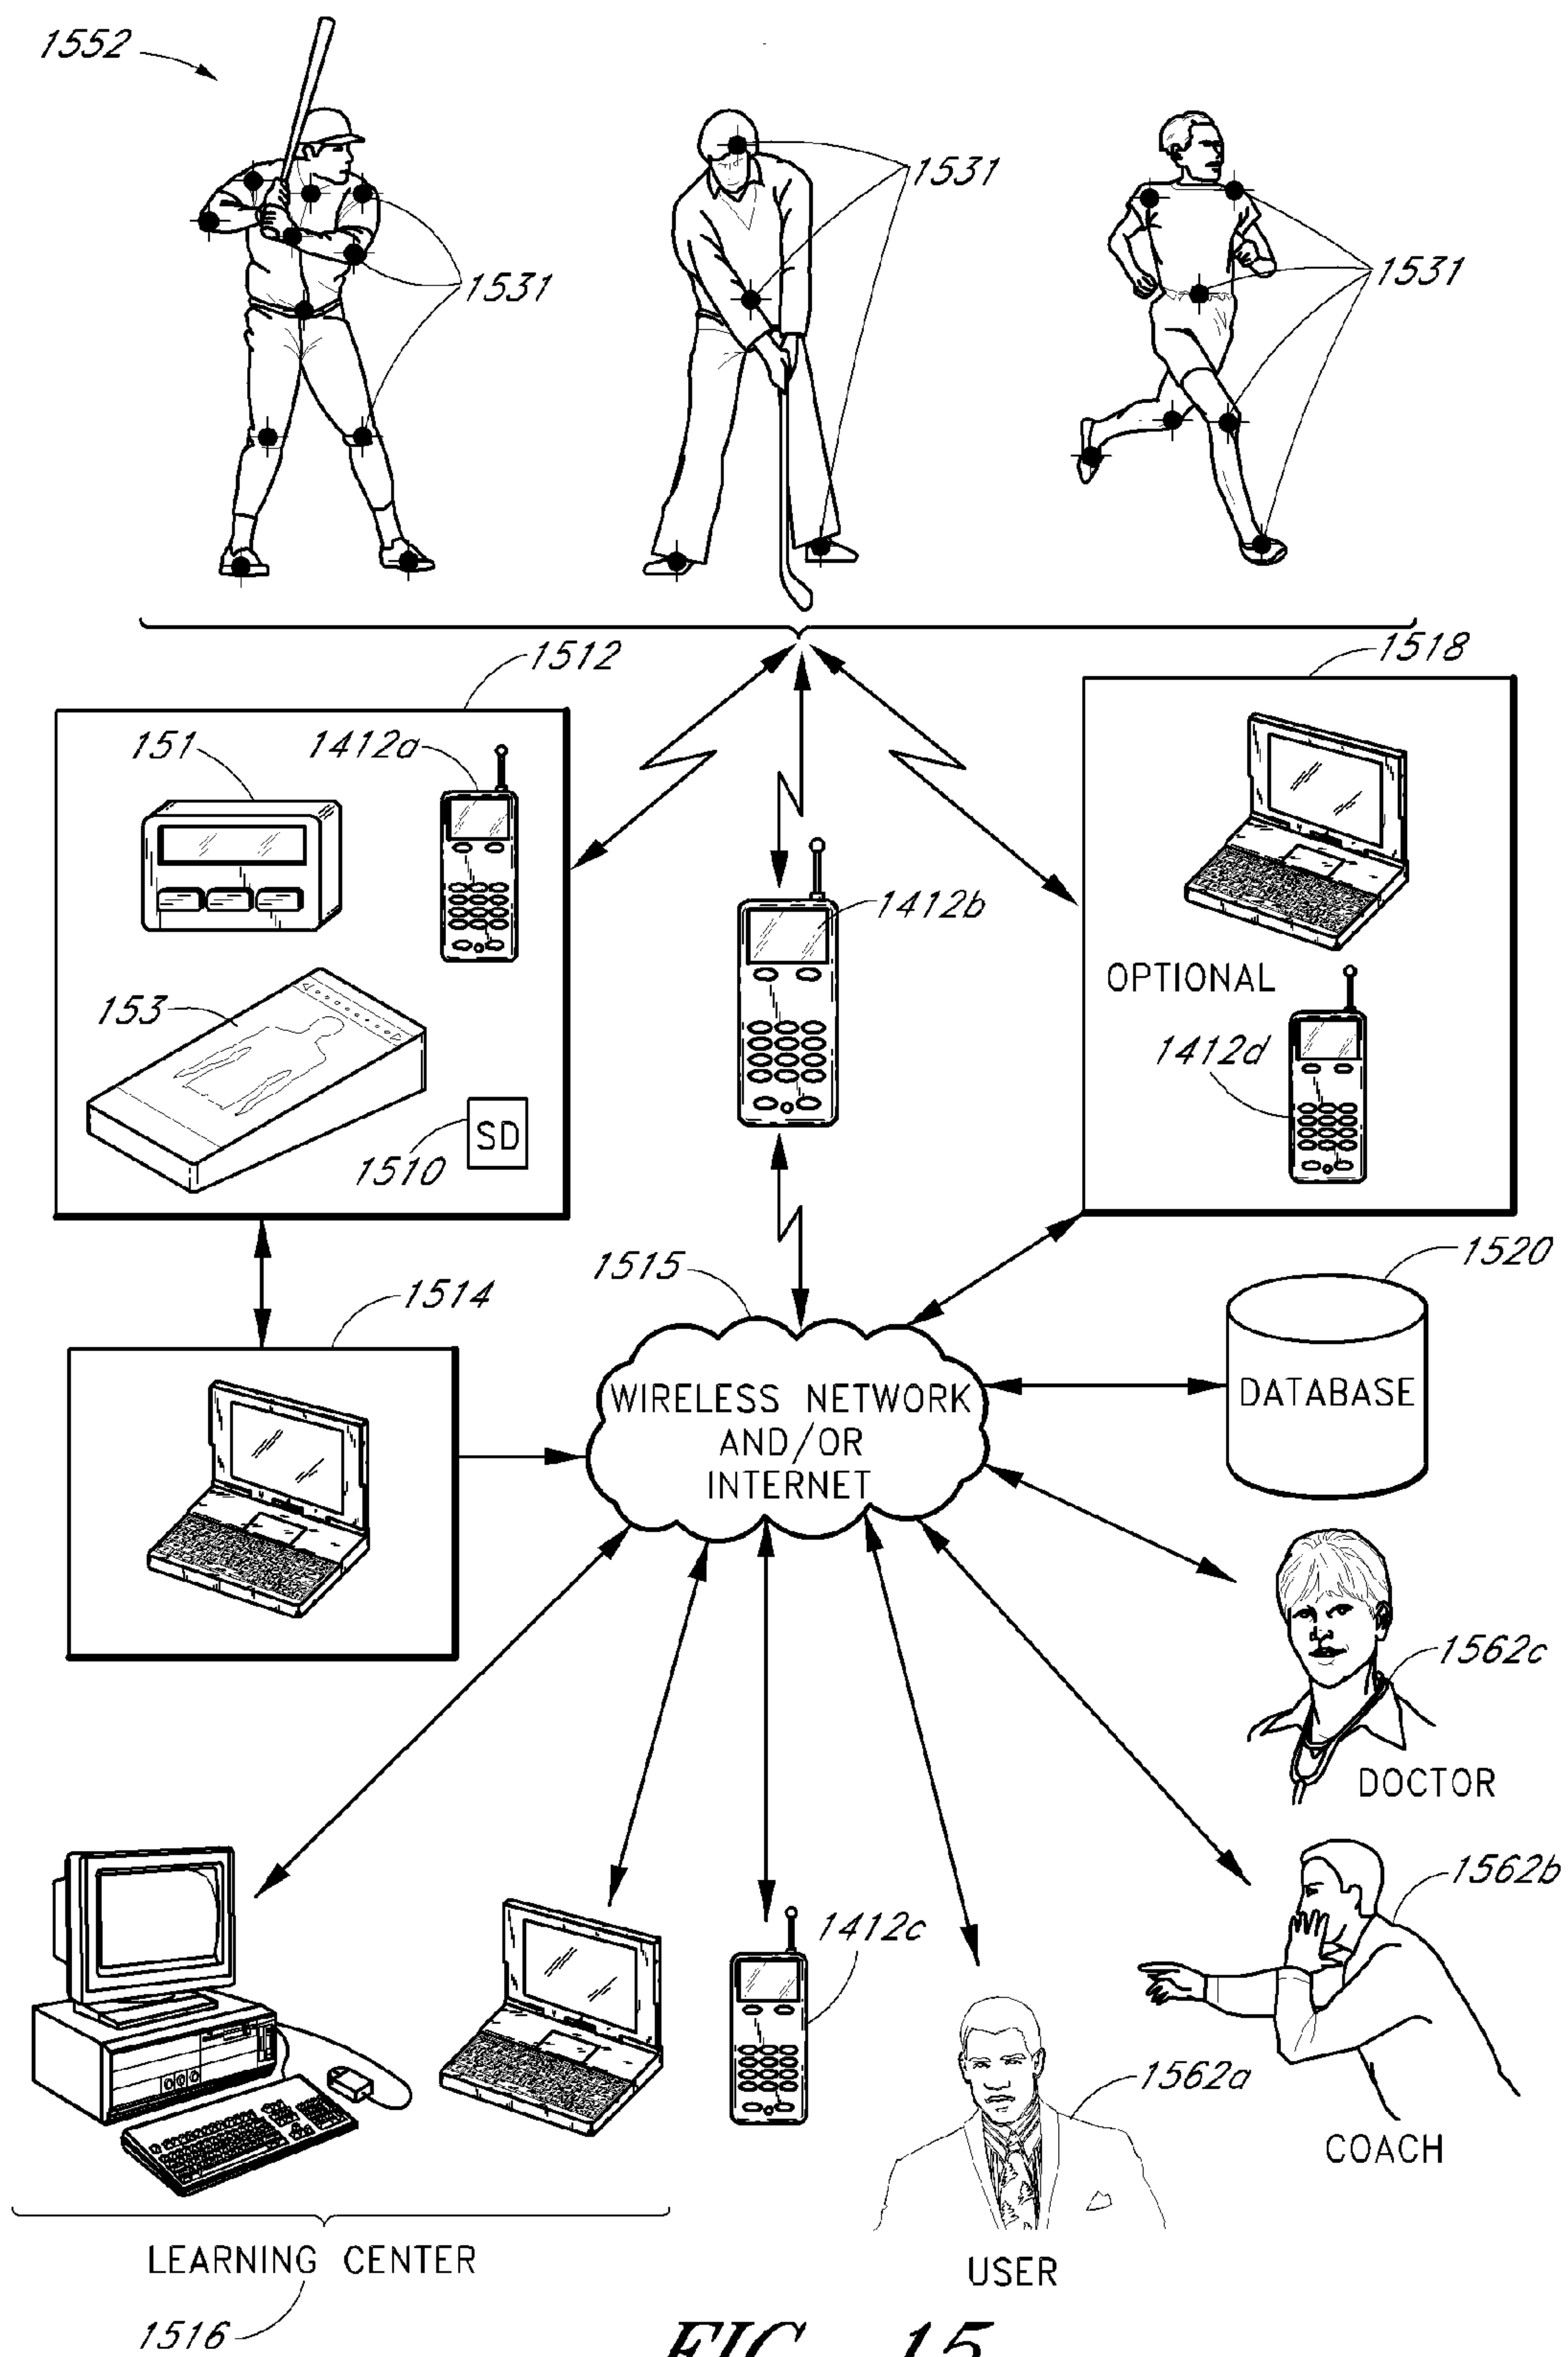 1552
1531
1531
1531
1512
1518
151
1412a
1412b
153
OPTIONAL
1412d
SD
1510
1515
1520
1514
WIRELESS NETWORK
AND/OR
INTERNET
DATABASE
1562c
DOCTOR
1562b
1412c
1562a
COACH
LEARNING CENTER
USER
1516
FIG. 15